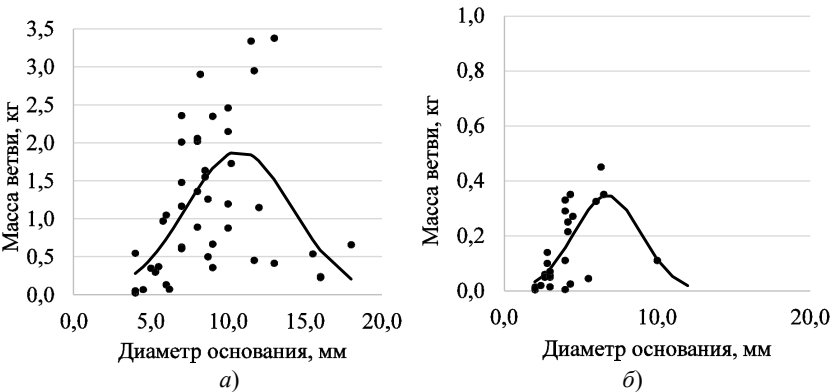 3,5
3,0
2,5
2,0
1,5
1,0
0,5
0,0
Масса ветви, кг
0,0 5,0 10,0 15,0 20,0
Диаметр основания, мм
а)
1,0
0,8
0,6
0,4
0,2
0,0
Масса ветви, кг
0,0 10,0 20,0
Диаметр основания, мм
б)